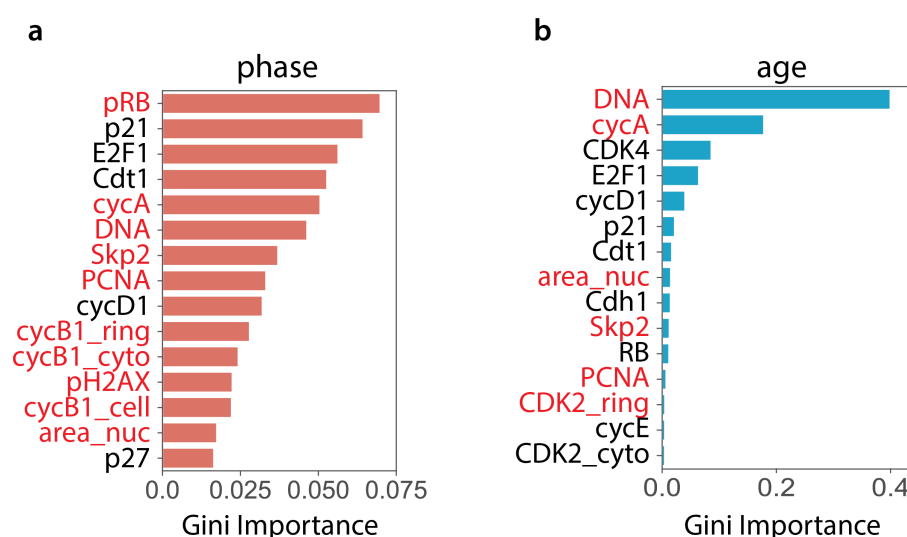 a
phase
pRB
p21
E2F1
Cdt1
cycA
DNA
Skp2
PCNA
cycD1
cycB1_ring
cycB1_cyto
pH2AX
cycB1_cell
area_nuc
p27
0.0 0.025 0.050 0.075
Gini Importance
b
age
DNA
cycA
CDK4
E2F1
cycD1
p21
Cdt1
area_nuc
Cdh1
Skp2
RB
PCNA
CDK2_ring
cycE
CDK2_cyto
0.0 0.2 0.4
Gini Importance